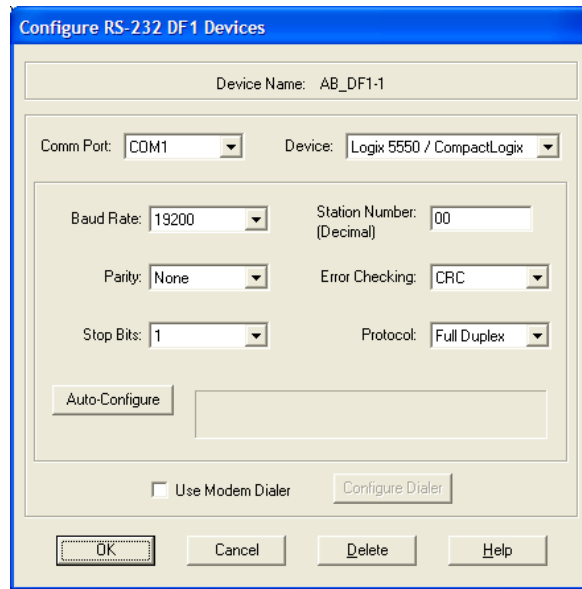 Configure RS-232 DF1 Devices
Device Name: AB_DF1-1
Comm Port: COM1 Device: Logix 5550 / CompactLogix
Baud Rate: 19200 Station Number: 00
(Decimal)
Parity: None Error Checking: CRC
Stop Bits: 1 Protocol: Full Duplex
Auto-Configure
Use Modem Dialer Configure Dialer
OK Cancel Delete Help